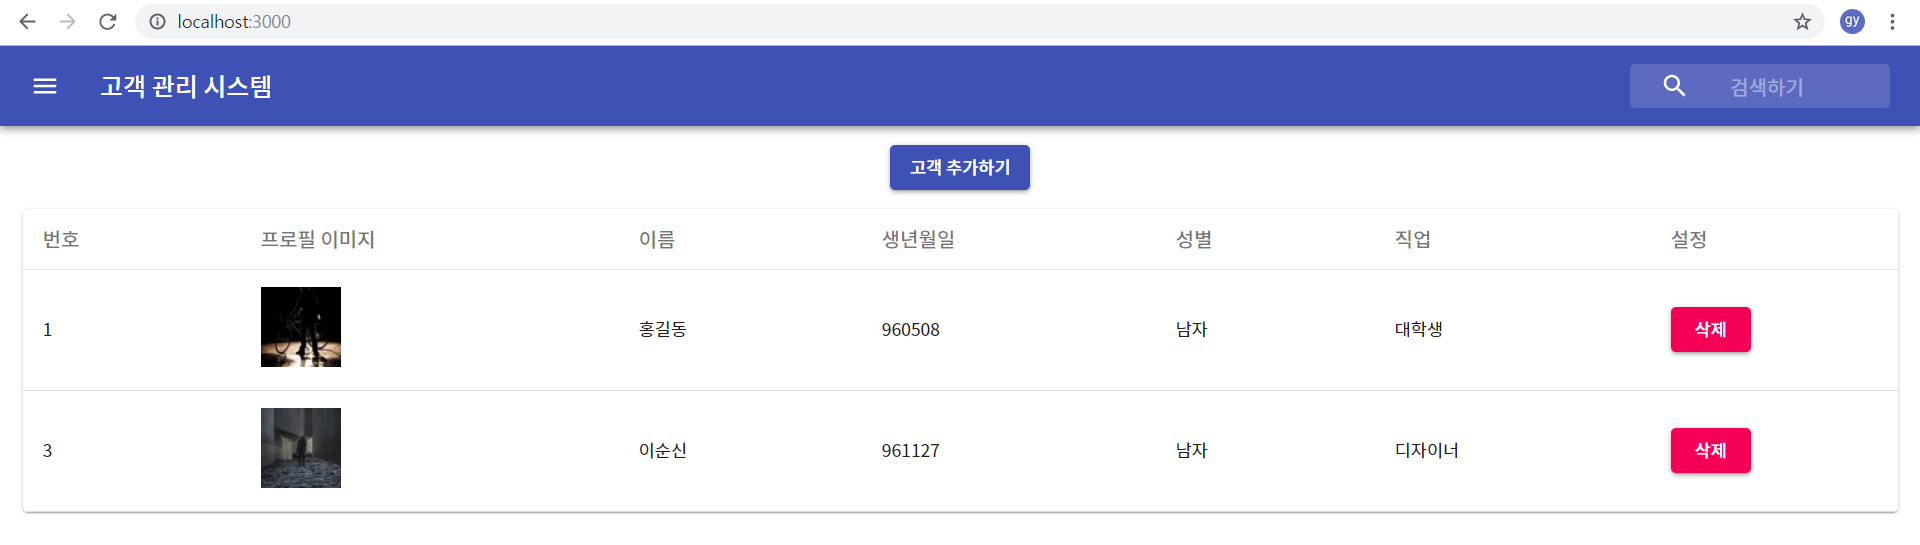 localhost:3000
gy
고객 관리 시스템
검색하기
고객 추가하기
번호 프로필 이미지 이름 생년월일 성별 직업 설정
1 홍길동 960508 남자 대학생 삭제
3 이순신 961127 남자 디자이너 삭제